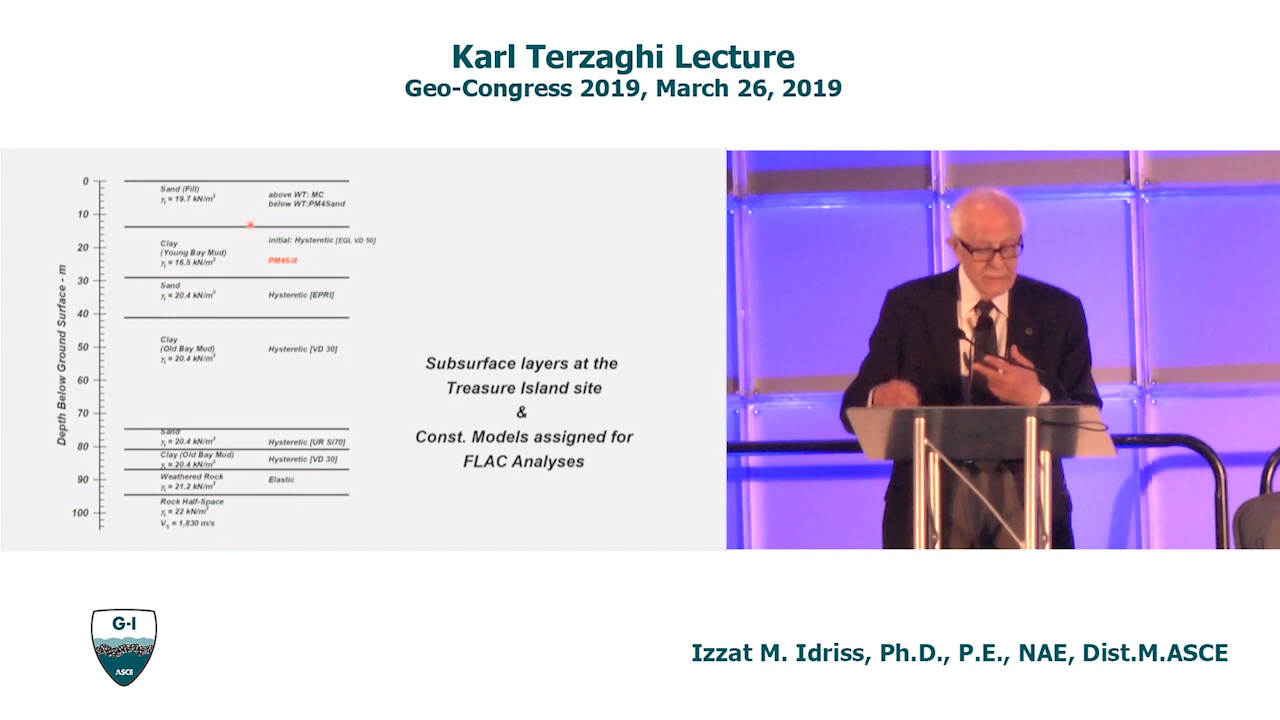 Karl Terzaghi Lecture
Geo-Congress 2019, March 26, 2019
Depth Below Ground Surface - m
0
10
20
30
40
50
60
70
80
90
100
Sand (Fill)
γt = 19.7 kN/m³
above WT: MC
below WT:PM4Sand
Clay
(Young Bay Mud)
γt = 16.5 kN/m³
initial: Hysteretic [EQL VD 50]
PM4Silt
Sand
γt = 20.4 kN/m³
Hysteretic [EPRI]
Clay
(Old Bay Mud)
γt = 20.4 kN/m³
Hysteretic [VD 30]
Sand
γt = 20.4 kN/m³
Hysteretic [UR SI70]
Clay (Old Bay Mud)
γt = 20.4 kN/m³
Hysteretic [VD 30]
Weathered Rock
γt = 21.2 kN/m³
Elastic
Rock Half-Space
γt = 22 kN/m³
VS = 1,830 m/s
Subsurface layers at the
Treasure Island site
&
Const. Models assigned for
FLAC Analyses
G-I
ASCE
Izzat M. Idriss, Ph.D., P.E., NAE, Dist.M.ASCE